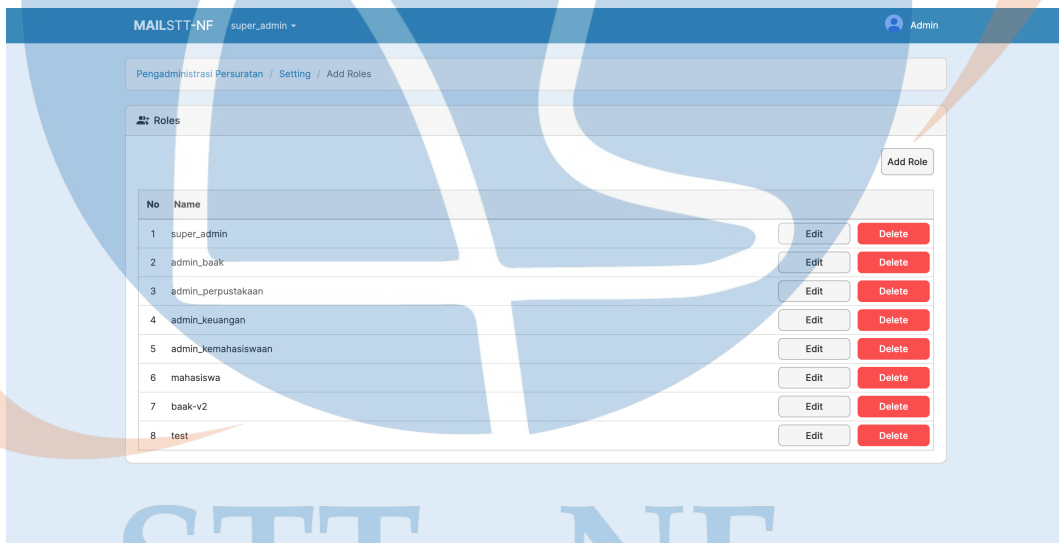 MAILSTT-NF super_admin Admin
Pengadministrasi Persuratan / Setting / Add Roles
Roles
Add Role
No Name
1 super_admin Edit Delete
2 admin_baak Edit Delete
3 admin_perpustakaan Edit Delete
4 admin_keuangan Edit Delete
5 admin_kemahasiswaan Edit Delete
6 mahasiswa Edit Delete
7 baak-v2 Edit Delete
8 test Edit Delete
STT - NF